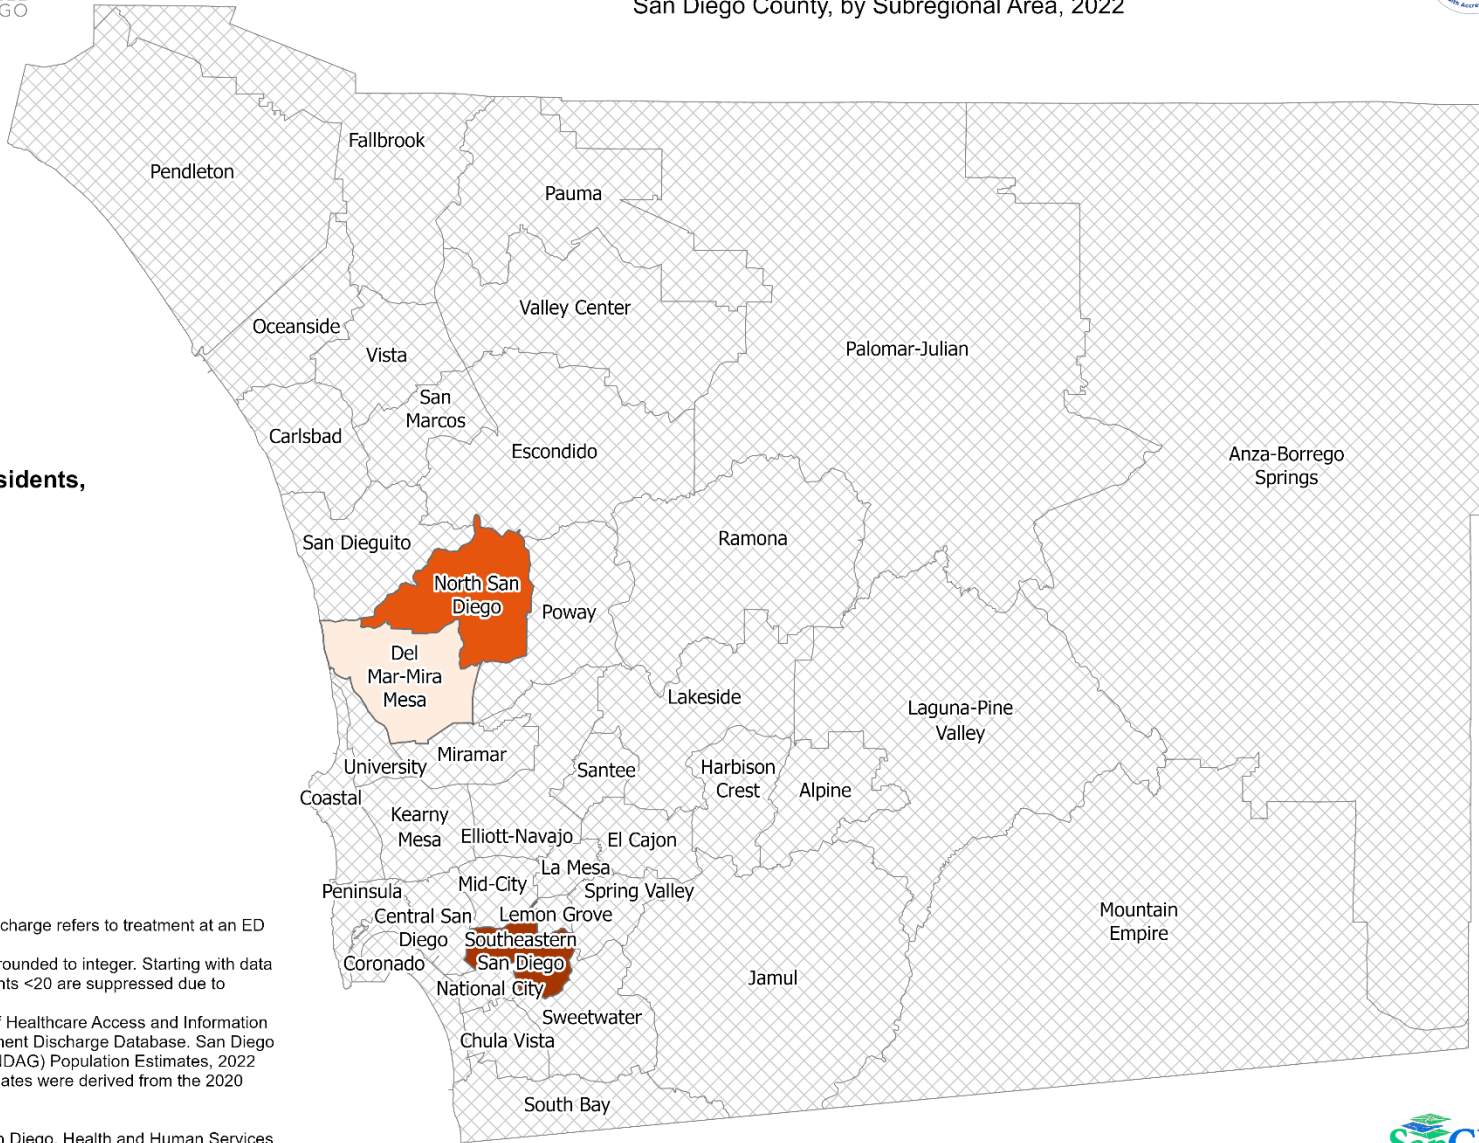 GO
San Diego County, by Subregional Area, 2022
Fallbrook
Pendleton
Pauma
Valley Center
Oceanside
Vista
Palomar-Julian
San
Marcos
Carlsbad
Escondido
Anza-Borrego
Springs
sidents,
San Dieguito
Ramona
North San
Diego
Poway
Del
Mar-Mira
Mesa
Lakeside
Laguna-Pine
Valley
Miramar
University
Santee
Harbison
Crest
Alpine
Coastal
Kearny
Mesa
Elliott-Navajo
El Cajon
La Mesa
Mid-City
Peninsula
Spring Valley
Central San
Diego
Lemon Grove
Mountain
Empire
Southeastern
San Diego
Coronado
National City
Jamul
Sweetwater
Chula Vista
South Bay
charge refers to treatment at an ED
rounded to integer. Starting with data
nts <20 are suppressed due to
f Healthcare Access and Information
nent Discharge Database. San Diego
NDAG) Population Estimates, 2022
ates were derived from the 2020
n Diego, Health and Human Services